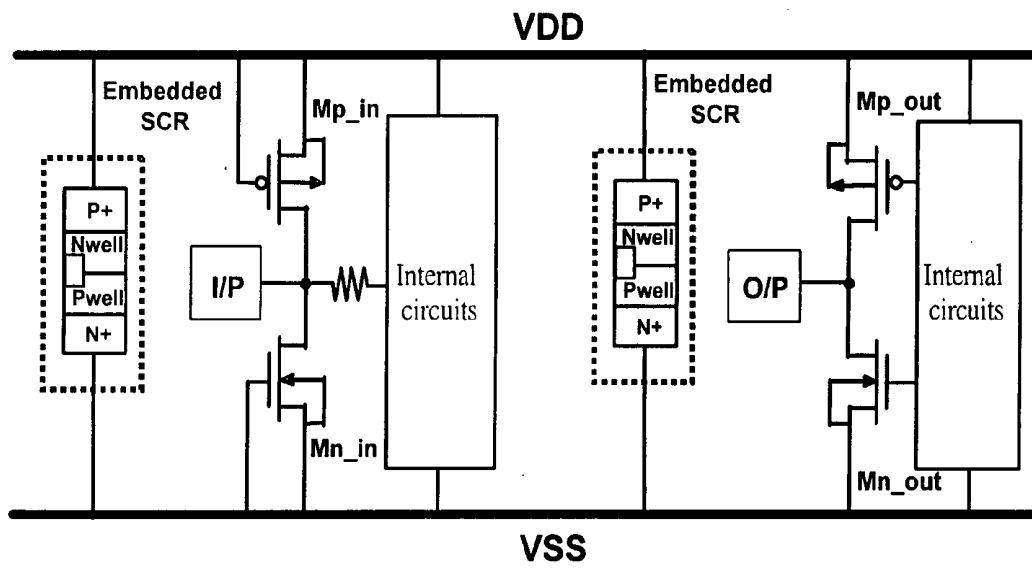 VDD
Embedded
SCR
Mp_in
P+
Nwell
Pwell
N+
I/P
Internal
circuits
Mn_in
Embedded
SCR
Mp_out
P+
Nwell
Pwell
N+
O/P
Internal
circuits
Mn_out
VSS